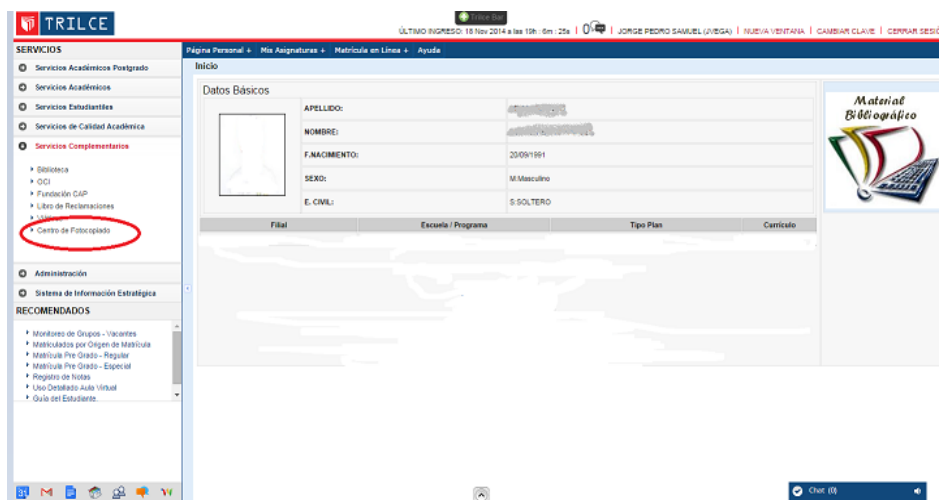 TRILCE
Trilce Bar
ÚLTIMO INGRESO: 18 Nov 2014 a las 19h : 6m : 25s | 0 | JORGE PEDRO SAMUEL (JVEGA) | NUEVA VENTANA | CAMBIAR CLAVE | CERRAR SESIÓ
SERVICIOS
Servicios Académicos Postgrado
Servicios Académicos
Servicios Estudiantiles
Servicios de Calidad Académica
Servicios Complementarios
Biblioteca
OCI
Fundación CAP
Libro de Reclamaciones
Centro de Fotocopiado
Administración
Sistema de Información Estratégica
RECOMENDADOS
Monitoreo de Grupos - Vacantes
Matriculados por Origen de Matrícula
Matrícula Pre Grado - Regular
Matrícula Pre Grado - Especial
Registro de Notas
Uso Detallado Aula Virtual
Guía del Estudiante.
31
Página Personal + Mis Asignaturas + Matrícula en Línea + Ayuda
Inicio
Datos Básicos
APELLIDO:
NOMBRE:
F.NACIMIENTO: 20/09/1991
SEXO: M:Masculino
E. CIVIL: S:SOLTERO
Filial Escuela / Programa Tipo Plan Currículo
Material
Bibliográfico
Chat (0)